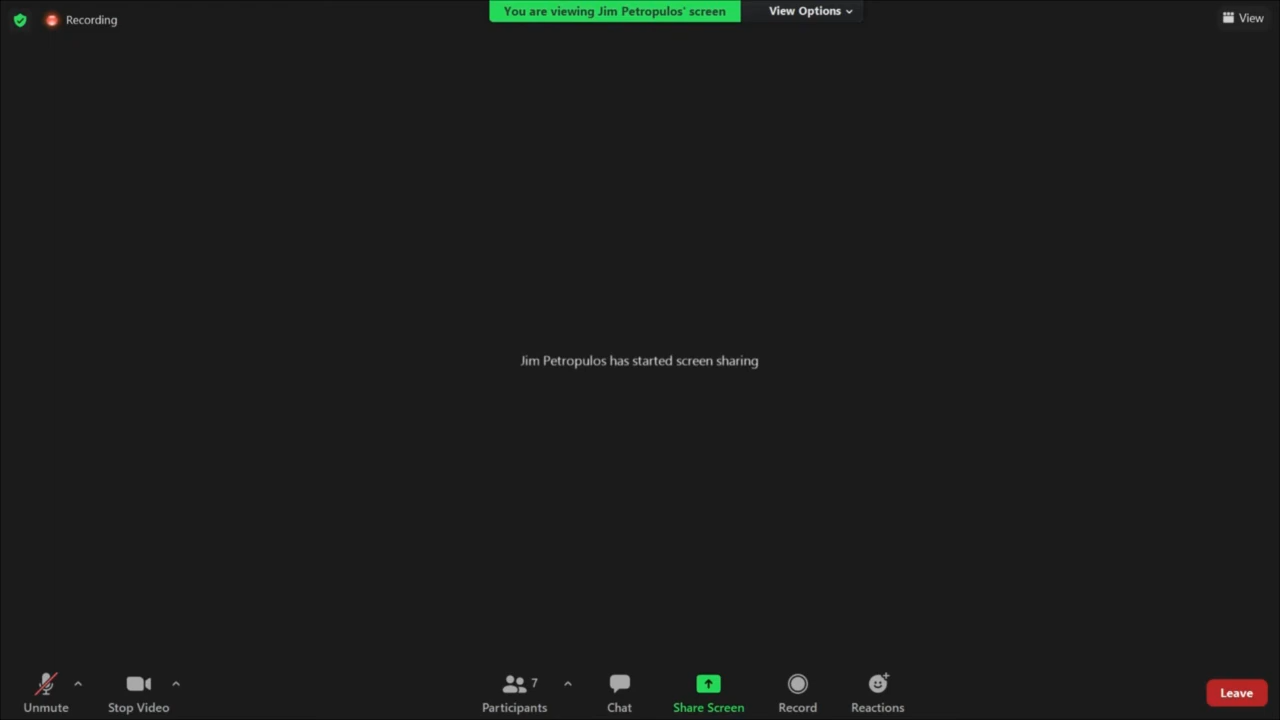 Recording
You are viewing Jim Petropulos' screen
View Options
View
Jim Petropulos has started screen sharing
Unmute
Stop Video
7
Participants
Chat
Share Screen
Record
Reactions
Leave